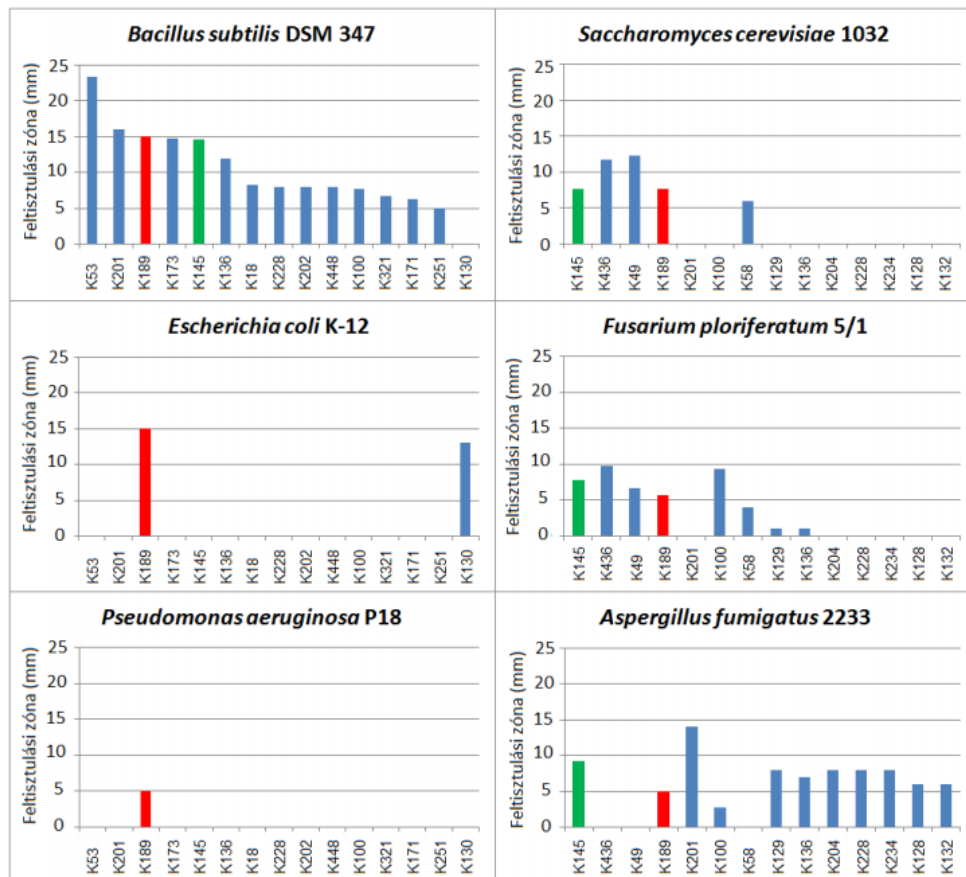 Bacillus subtilis DSM 347
Feltisztulási zóna (mm)
25
20
15
10
5
0
K53
K201
K189
K173
K145
K136
K18
K228
K202
K448
K100
K321
K171
K251
K130
Saccharomyces cerevisiae 1032
Feltisztulási zóna (mm)
25
20
15
10
5
0
K145
K436
K49
K189
K201
K100
K58
K129
K136
K204
K228
K234
K128
K132
Escherichia coli K-12
Feltisztulási zóna (mm)
25
20
15
10
5
0
K53
K201
K189
K173
K145
K136
K18
K228
K202
K448
K100
K321
K171
K251
K130
Fusarium ploriferatum 5/1
Feltisztulási zóna (mm)
25
20
15
10
5
0
K145
K436
K49
K189
K201
K100
K58
K129
K136
K204
K228
K234
K128
K132
Pseudomonas aeruginosa P18
Feltisztulási zóna (mm)
25
20
15
10
5
0
K53
K201
K189
K173
K145
K136
K18
K228
K202
K448
K100
K321
K171
K251
K130
Aspergillus fumigatus 2233
Feltisztulási zóna (mm)
25
20
15
10
5
0
K145
K436
K49
K189
K201
K100
K58
K129
K136
K204
K228
K234
K128
K132